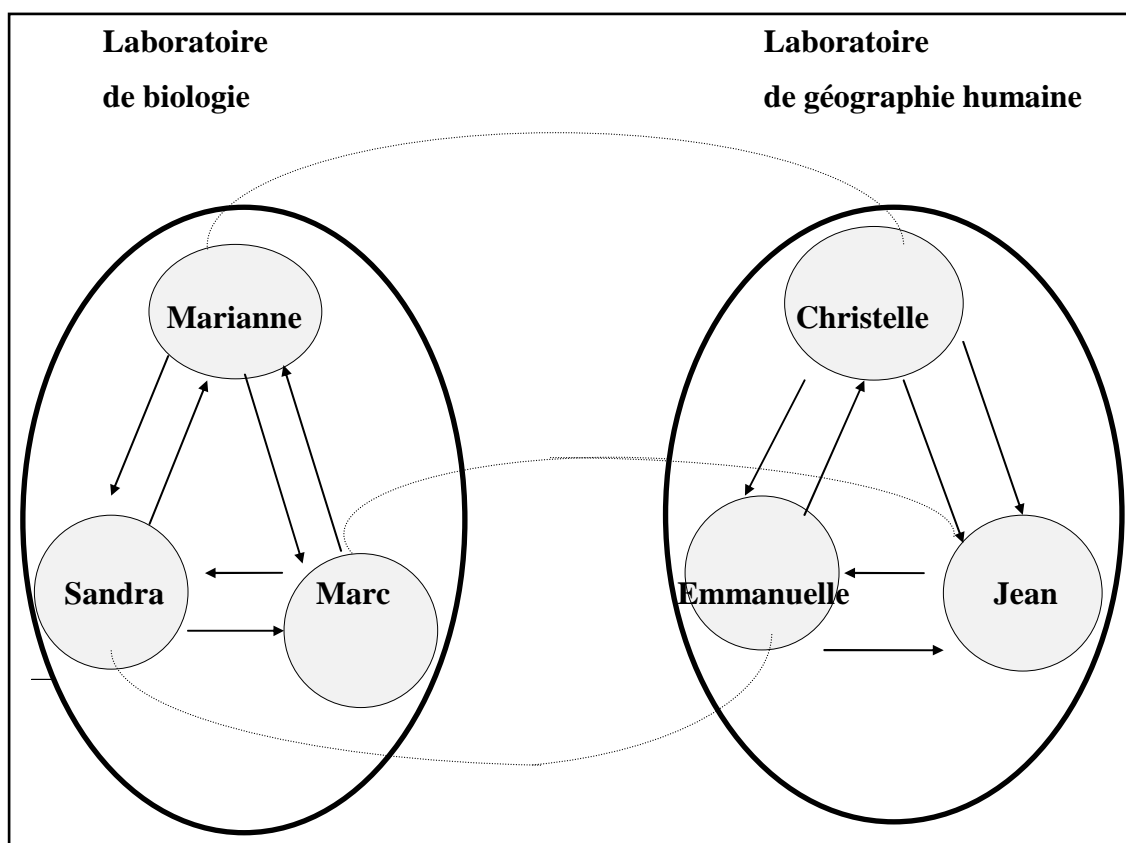 Laboratoire
de biologie
Laboratoire
de géographie humaine
Marianne
Christelle
Sandra
Marc
Emmanuelle
Jean